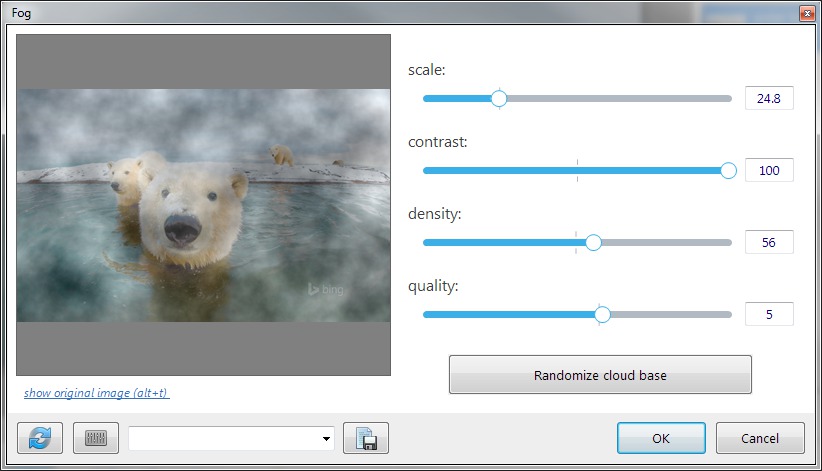 Fog
scale:
24.8
contrast:
100
density:
56
bing
quality:
5
Randomize cloud base
show original image (alt+t)
OK
Cancel